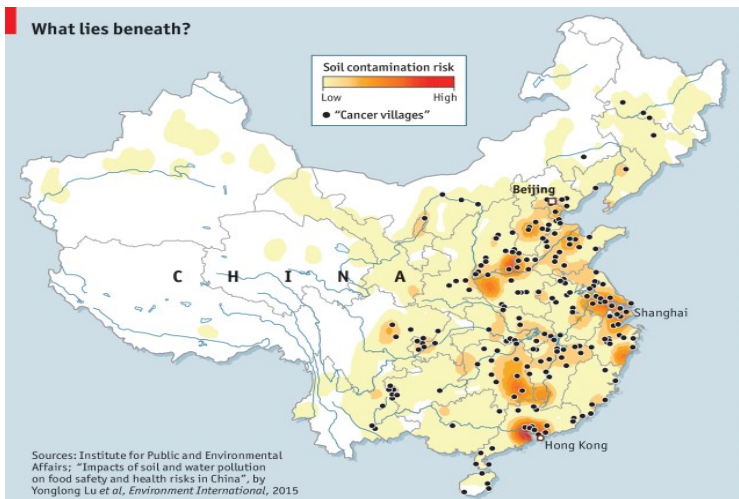 What lies beneath?
Soil contamination risk
Low High
"Cancer villages"
Beijing
C H I N A
Shanghai
Hong Kong
Sources: Institute for Public and Environmental
Affairs; "Impacts of soil and water pollution
on food safety and health risks in China", by
Yonglong Lu et al, Environment International, 2015